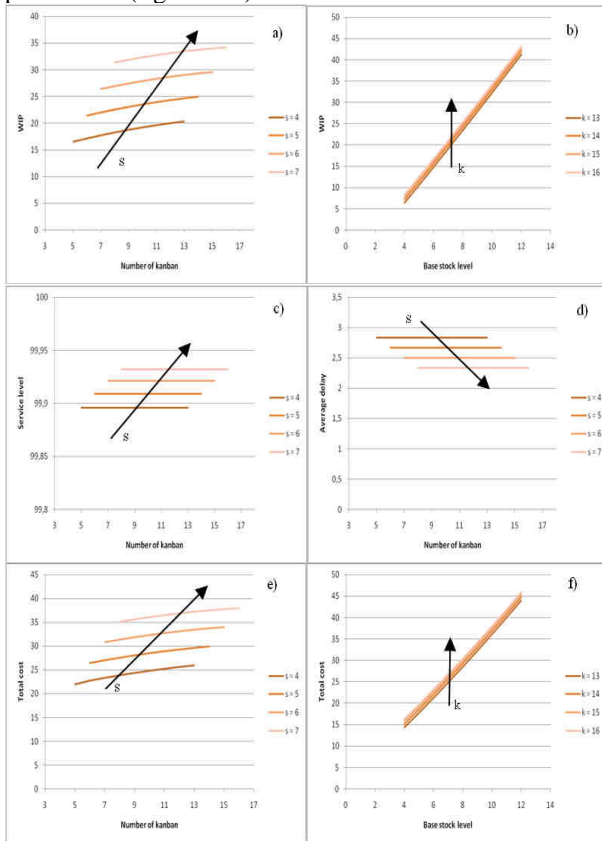 a)
WIP
40
35
30
25
20
15
10
5
0
3 5 7 9 11 13 15 17
Number of kanban
s
s = 4
s = 5
s = 6
s = 7
b)
WIP
50
45
40
35
30
25
20
15
10
5
0
0 2 4 6 8 10 12 14
Base stock level
k
k = 13
k = 14
k = 15
k = 16
c)
Service level
100
99,95
99,9
99,85
99,8
3 5 7 9 11 13 15 17
Number of kanban
s
s = 4
s = 5
s = 6
s = 7
d)
Average delay
3,5
3
2,5
2
1,5
1
0,5
0
3 5 7 9 11 13 15
Number of kanban
s
s = 4
s = 5
s = 6
s = 7
e)
Total cost
45
40
35
30
25
20
15
10
5
0
3 5 7 9 11 13 15 17
Number of kanban
s
s = 4
s = 5
s = 6
s = 7
f)
Total cost
50
45
40
35
30
25
20
15
10
5
0
0 2 4 6 8 10 12 14
Base stock level
k
k = 13
k = 14
k = 15
k = 16